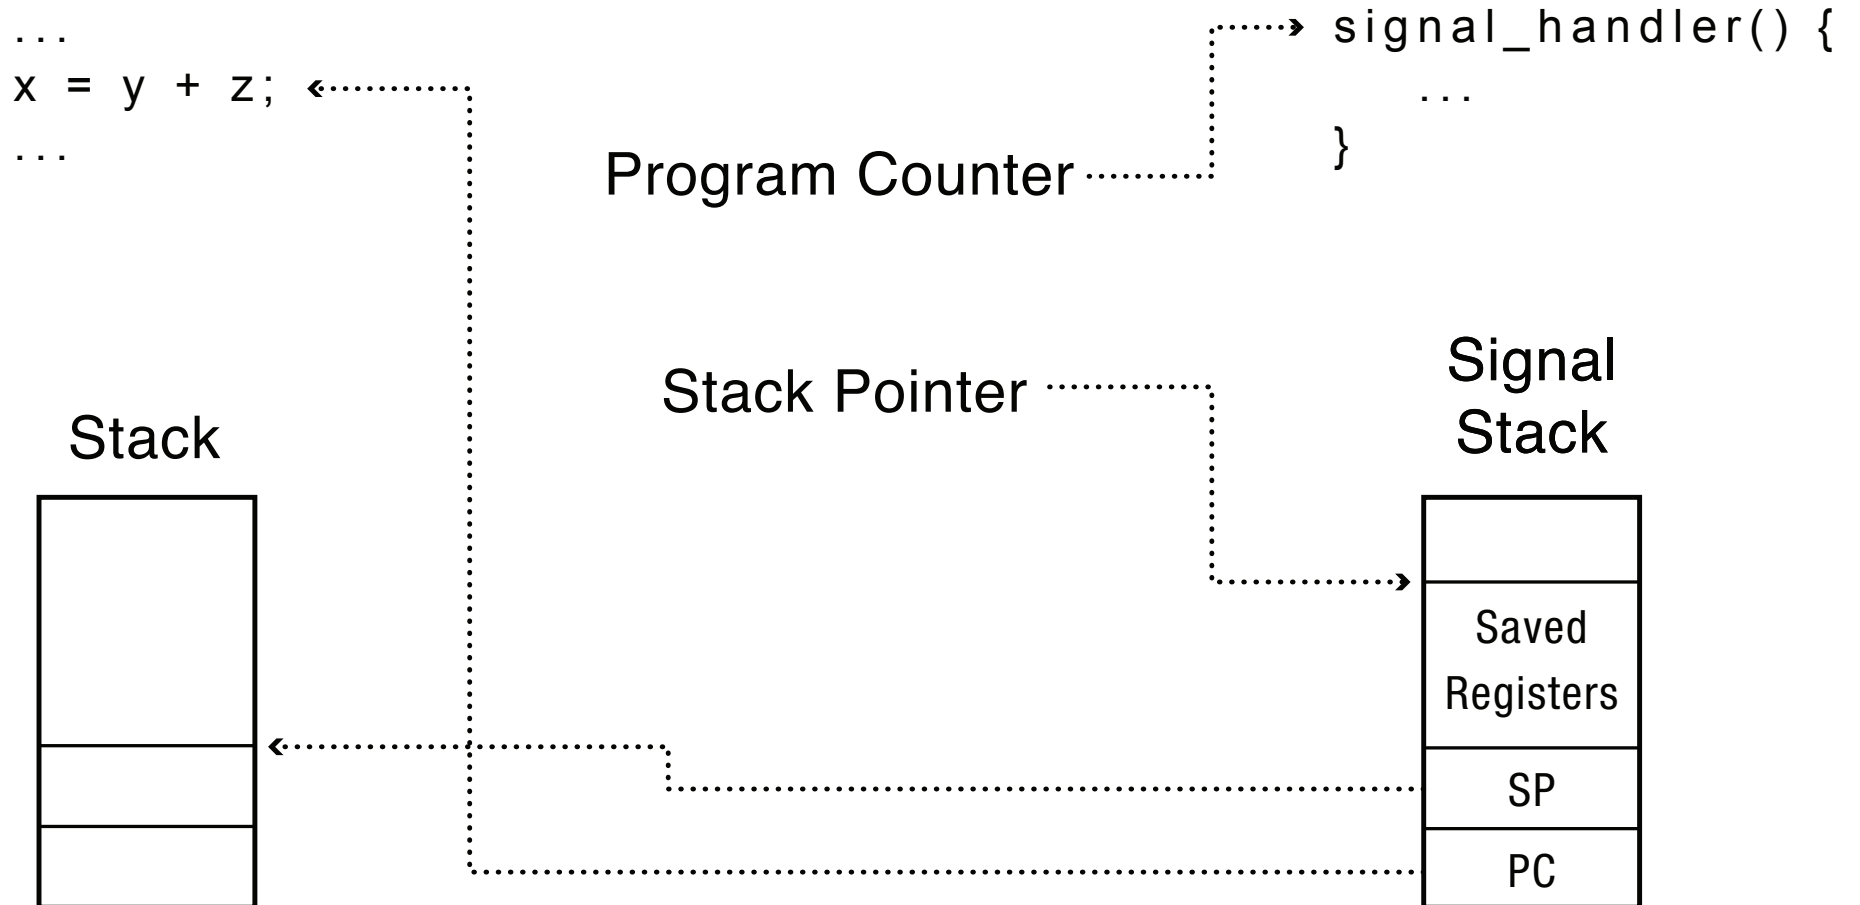 ...
x = y + z;
...
signal_handler() {
...
}
Program Counter
Stack Pointer
Stack
Signal
Stack
Saved
Registers
SP
PC